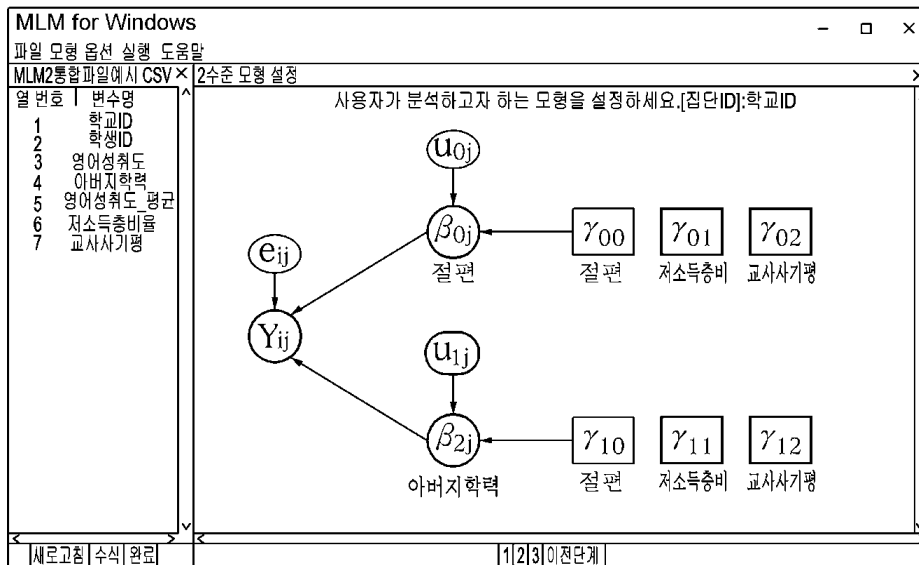 MLM for Windows
파일 모형 옵션 실행 도움말
MLM2통합파일예시 CSV ×
2수준 모형 설정
열 번호 | 변수명
1 학교ID
2 학생ID
3 영어성취도
4 아버지학력
5 영어성취도_평균
6 저소득층비율
7 교사사기평
사용자가 분석하고자 하는 모형을 설정하세요.[집단ID]:학교ID
u0j
β0j
절편
γ00
절편
γ01
저소득층비
γ02
교사사기평
eij
Yij
u1j
β2j
아버지학력
γ10
절편
γ11
저소득층비
γ12
교사사기평
새로고침 수식 완료
1 2 3 이전단계